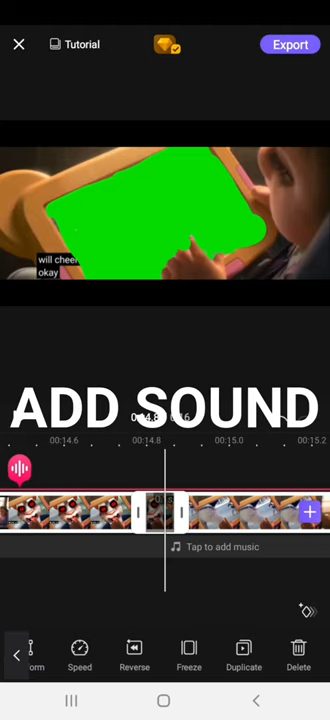 Tutorial
Export
will cheer
okay
ADD SOUND
00:14.6
00:14.8
00:15.0
00:15.2
Tap to add music
orm
Speed
Reverse
Freeze
Duplicate
Delete